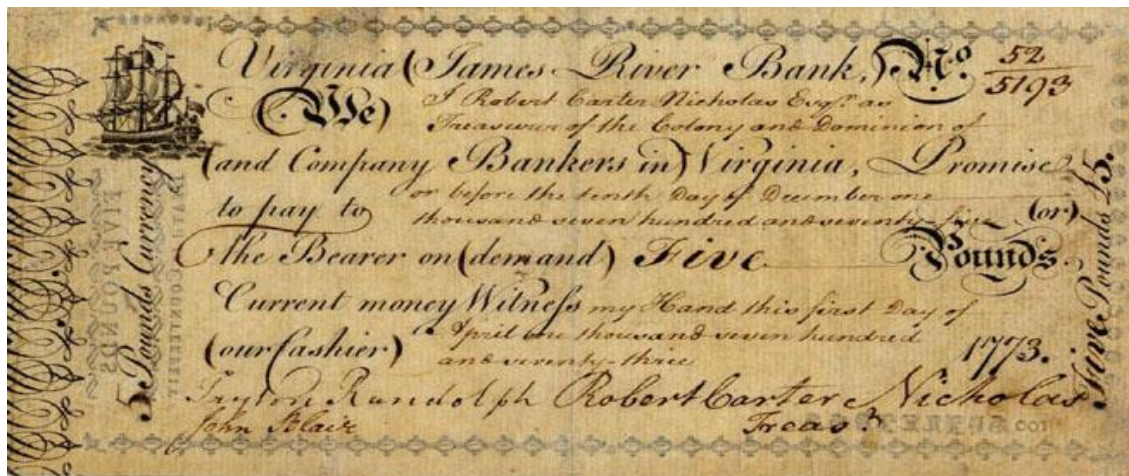 Virginia (James River Bank,) No. 52
5193
(We) I Robert Carter Nicholas Esqr. as
Treasurer of the Colony and Dominion of
(and Company Bankers in) Virginia, Promise
or before the tenth Day of December one
to pay to thousand seven hundred and seventy-five (or)
the Bearer on (demand) Five Pounds.
Current money Witness my Hand this first Day of
April one thousand seven hundred
(our Cashier) and seventy-three 1773.
Randolph Robert Carter Nicholas
John Blair Treasr
5 Pounds Currency
FIVE POUNDS
Five Pounds £5.